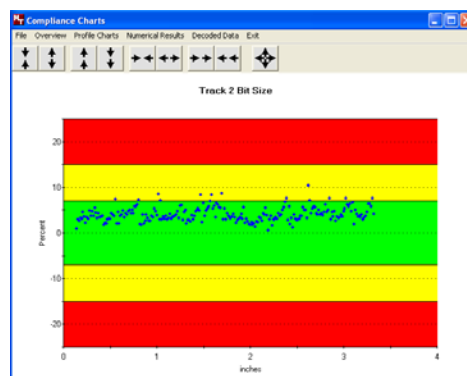 Compliance Charts
File Overview Profile Charts Numerical Results Decoded Data Exit
Track 2 Bit Size
20
10
0
-10
-20
Percent
0 1 2 3 4
inches